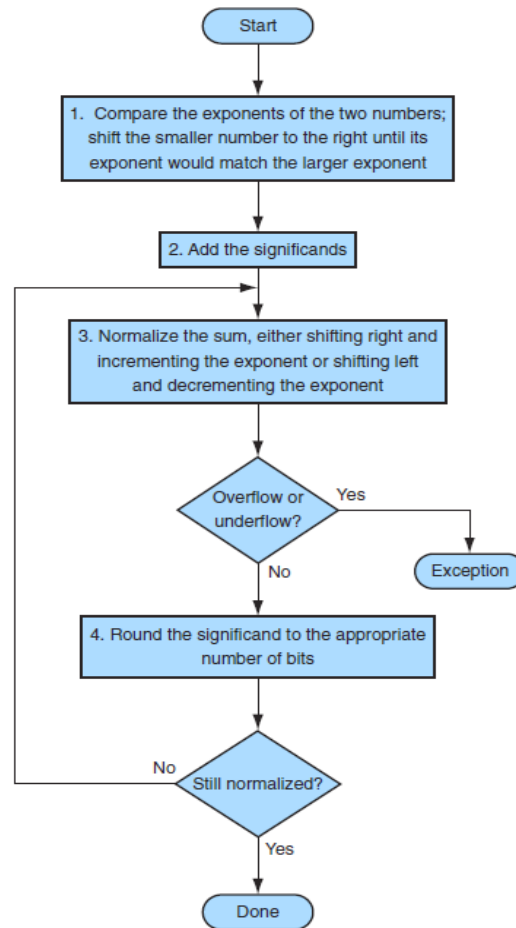 Start
1. Compare the exponents of the two numbers;
shift the smaller number to the right until its
exponent would match the larger exponent
2. Add the significands
3. Normalize the sum, either shifting right and
incrementing the exponent or shifting left
and decrementing the exponent
Overflow or
underflow?
Yes
Exception
No
4. Round the significand to the appropriate
number of bits
No
Still normalized?
Yes
Done